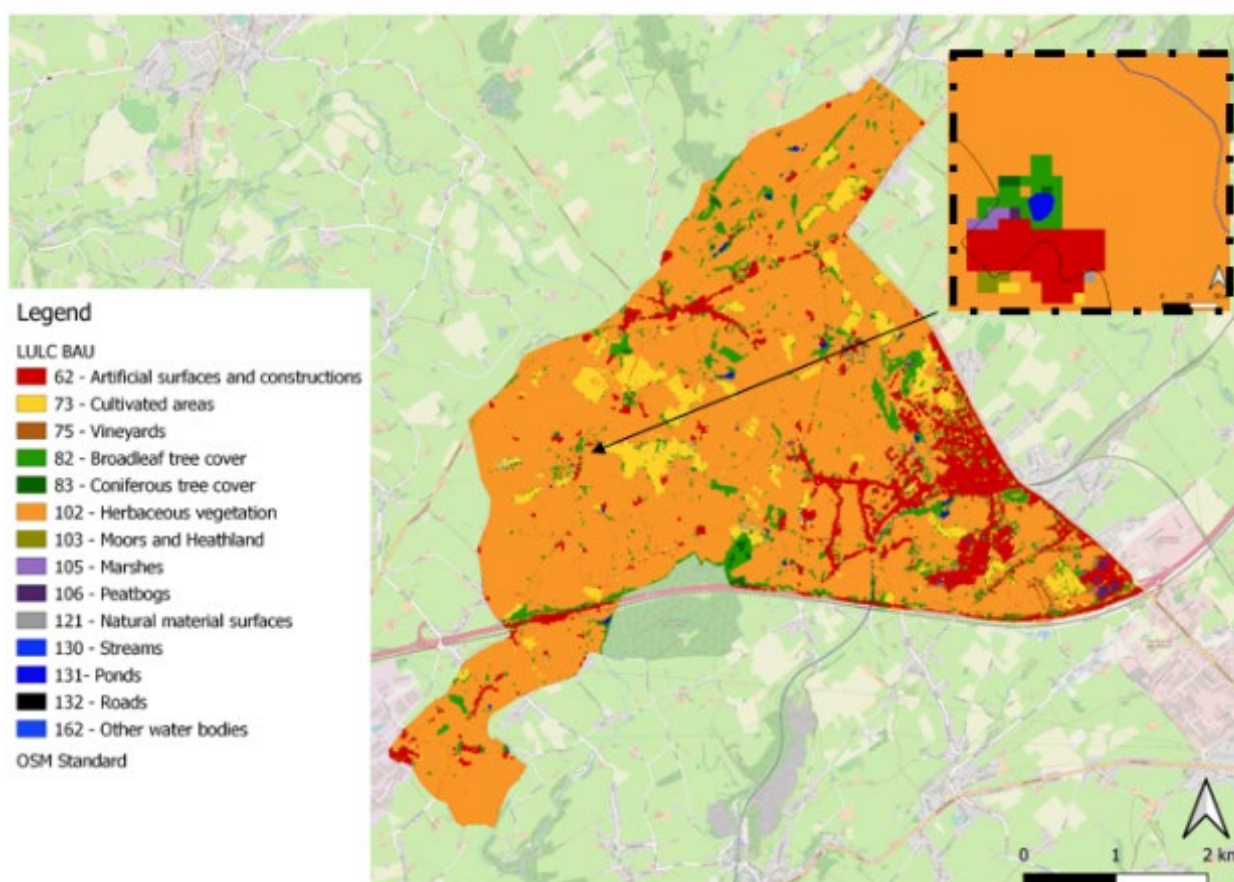 Legend
LULC BAU
62 - Artificial surfaces and constructions
73 - Cultivated areas
75 - Vineyards
82 - Broadleaf tree cover
83 - Coniferous tree cover
102 - Herbaceous vegetation
103 - Moors and Heathland
105 - Marshes
106 - Peatbogs
121 - Natural material surfaces
130 - Streams
131- Ponds
132 - Roads
162 - Other water bodies
OSM Standard
0 1 2 km